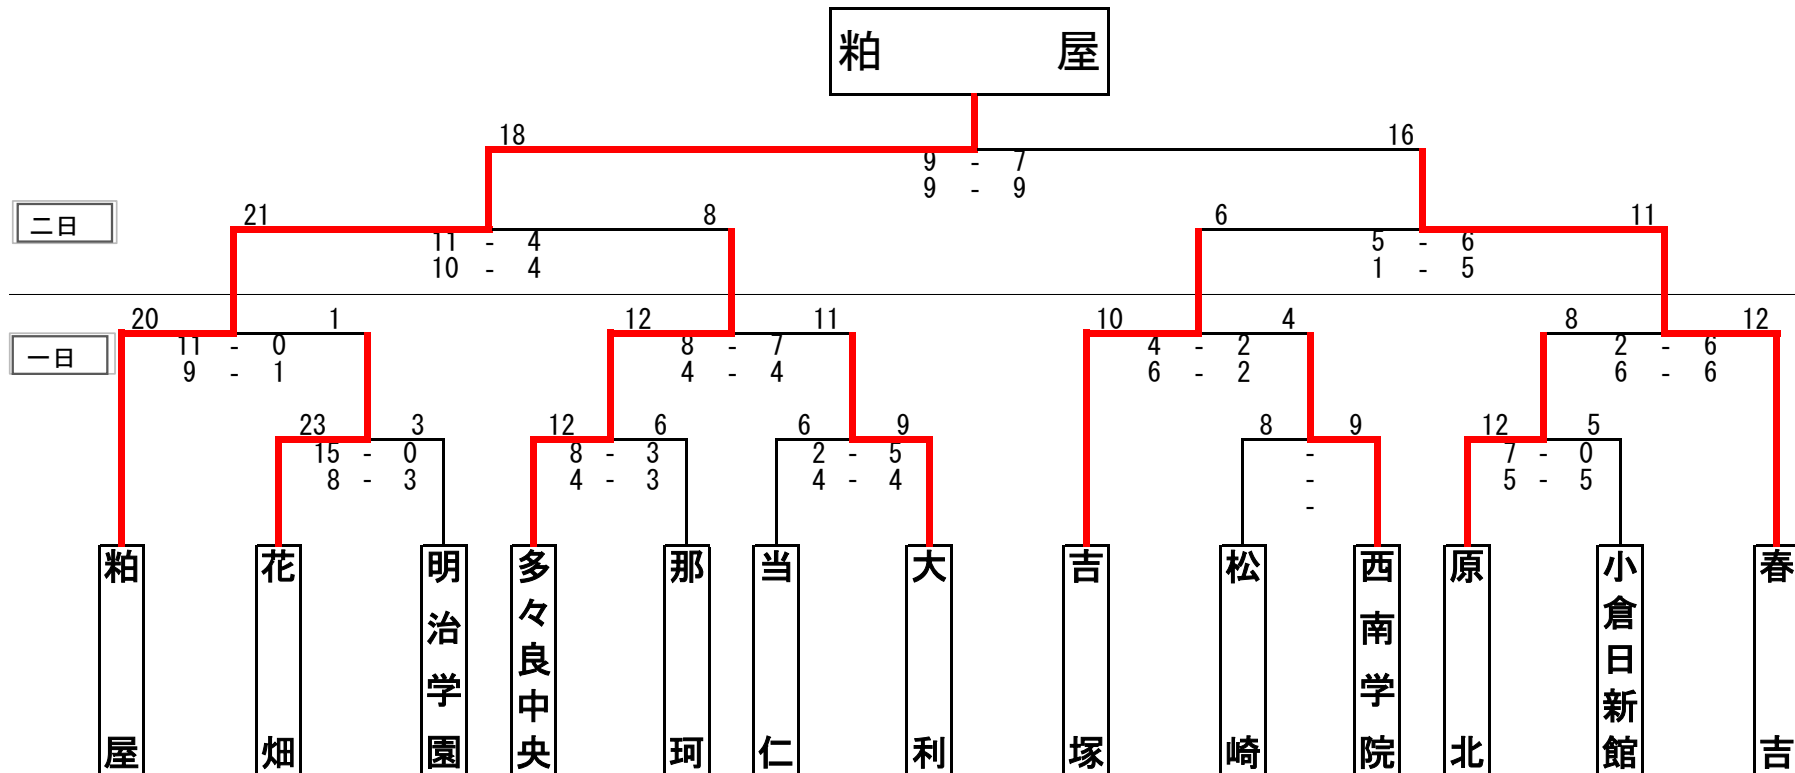 粕屋
18 16
9 - 7
9 - 9
二日
21 8 6 11
11 - 4 5 - 6
10 - 4 1 - 5
20 1 12 11 10 4 8 12
一日
11 - 0 8 - 7 4 - 2 2 - 6
9 - 1 4 - 4 6 - 2 6 - 6
23 3 12 6 6 9 8 9 12 5
15 - 0 8 - 3 2 - 5 - 7 - 0
8 - 3 4 - 3 4 - 4 - 5 - 5
-
粕屋
花畑
明治学園
多々良中央
那珂
当仁
大利
吉塚
松崎
西南学院
原北
小倉日新館
春吉